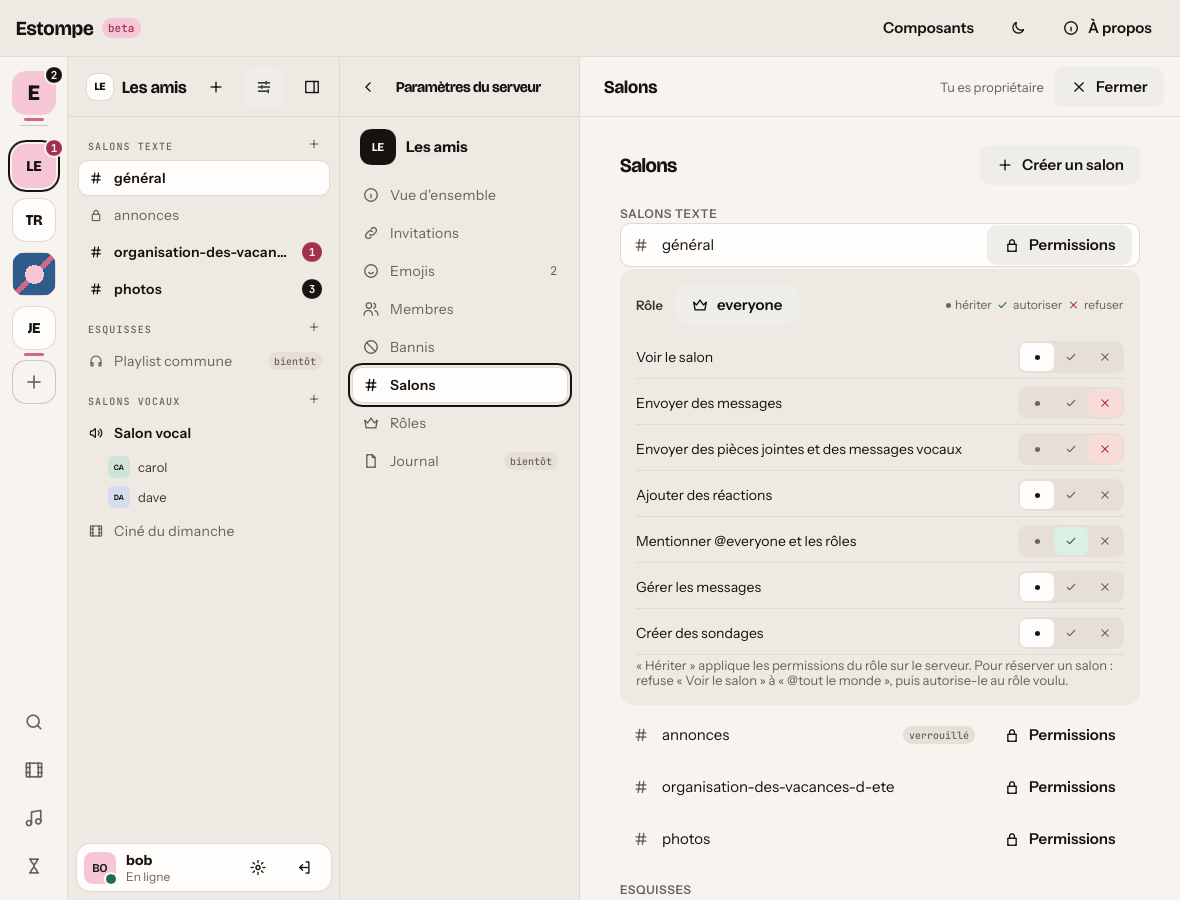 Estompe beta
Composants
À propos
E
2
LE
1
TR
JE
LE Les amis
SALONS TEXTE
général
annonces
organisation-des-vacan... 1
photos 3
ESQUISSES
Playlist commune bientôt
SALONS VOCAUX
Salon vocal
CA carol
DA dave
Ciné du dimanche
BO bob
En ligne
Paramètres du serveur
LE Les amis
Vue d'ensemble
Invitations
Emojis 2
Membres
Bannis
Salons
Rôles
Journal bientôt
Salons
Tu es propriétaire
Fermer
Salons
Créer un salon
SALONS TEXTE
# général Permissions
Rôle everyone • hériter ✓ autoriser × refuser
Voir le salon
Envoyer des messages
Envoyer des pièces jointes et des messages vocaux
Ajouter des réactions
Mentionner @everyone et les rôles
Gérer les messages
Créer des sondages
« Hériter » applique les permissions du rôle sur le serveur. Pour réserver un salon :
refuse « Voir le salon » à « @tout le monde », puis autorise-le au rôle voulu.
# annonces verrouillé Permissions
# organisation-des-vacances-d-ete Permissions
# photos Permissions
ESQUISSES